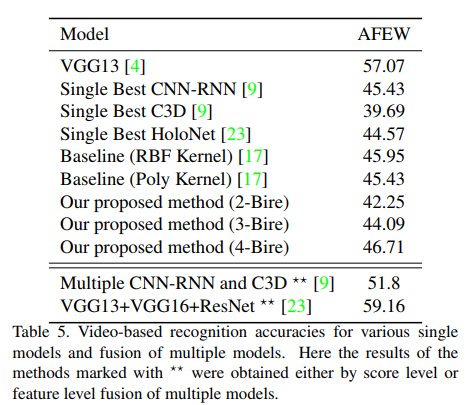 Model AFEW
VGG13 [4] 57.07
Single Best CNN-RNN [9] 45.43
Single Best C3D [9] 39.69
Single Best HoloNet [23] 44.57
Baseline (RBF Kernel) [17] 45.95
Baseline (Poly Kernel) [17] 45.43
Our proposed method (2-Bire) 42.25
Our proposed method (3-Bire) 44.09
Our proposed method (4-Bire) 46.71
Multiple CNN-RNN and C3D ** [9] 51.8
VGG13+VGG16+ResNet ** [23] 59.16
Table 5. Video-based recognition accuracies for various single
models and fusion of multiple models. Here the results of the
methods marked with ** were obtained either by score level or
feature level fusion of multiple models.